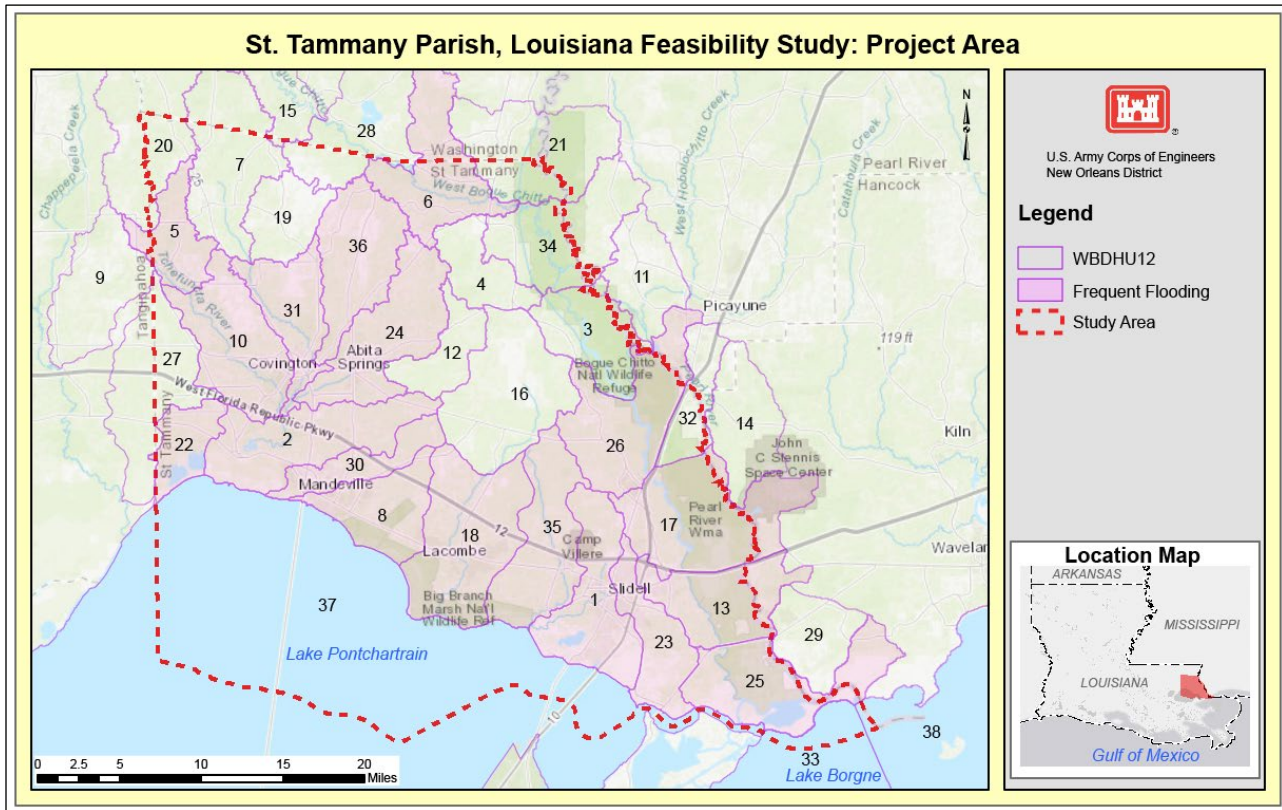 St. Tammany Parish, Louisiana Feasibility Study: Project Area
15
28
20
7
Washington
St Tammany
21
N
Chappepeela Creek
Bogue Chitto
West Bogue Chitto
West Hobolochitto Creek
Catahoula Creek
Pearl River
Hancock
25
19
6
5
36
34
9
4
11
Tangipahoa
Tchefuncta River
31
Picayune
24
3
10
119 ft
27
Covington
Abita
Springs
12
Bogue Chitto
Natl Wildlife
Refuge
Pearl River
West Florida Republic Pkwy
16
32
14
St Tammany
22
2
26
John
C Stennis
Space Center
Kiln
30
Mandeville
8
17
Pearl
River
Wma
12
18
35
Lacombe
Camp
Villere
Wavelan
Slidell
Big Branch
Marsh Nat'l
Wildlife Ref
1
13
37
23
29
Lake Pontchartrain
25
10
38
33
Lake Borgne
0 2.5 5 10 15 20
Miles
U.S. Army Corps of Engineers
New Orleans District
Legend
WBDHU12
Frequent Flooding
Study Area
Location Map
ARKANSAS
MISSISSIPPI
LOUISIANA
Gulf of Mexico